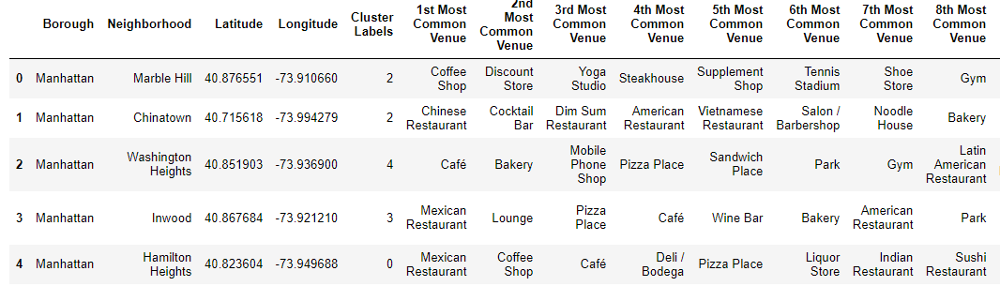 Borough Neighborhood Latitude Longitude Cluster Labels 1st Most Common Venue 2nd Most Common Venue 3rd Most Common Venue 4th Most Common Venue 5th Most Common Venue 6th Most Common Venue 7th Most Common Venue 8th Most Common Venue
0 Manhattan Marble Hill 40.876551 -73.910660 2 Coffee Shop Discount Store Yoga Studio Steakhouse Supplement Shop Tennis Stadium Shoe Store Gym
1 Manhattan Chinatown 40.715618 -73.994279 2 Chinese Restaurant Cocktail Bar Dim Sum Restaurant American Restaurant Vietnamese Restaurant Salon / Barbershop Noodle House Bakery
2 Manhattan Washington Heights 40.851903 -73.936900 4 Café Bakery Mobile Phone Shop Pizza Place Sandwich Place Park Gym Latin American Restaurant
3 Manhattan Inwood 40.867684 -73.921210 3 Mexican Restaurant Lounge Pizza Place Café Wine Bar Bakery American Restaurant Park
4 Manhattan Hamilton Heights 40.823604 -73.949688 0 Mexican Restaurant Coffee Shop Café Deli / Bodega Pizza Place Liquor Store Indian Restaurant Sushi Restaurant